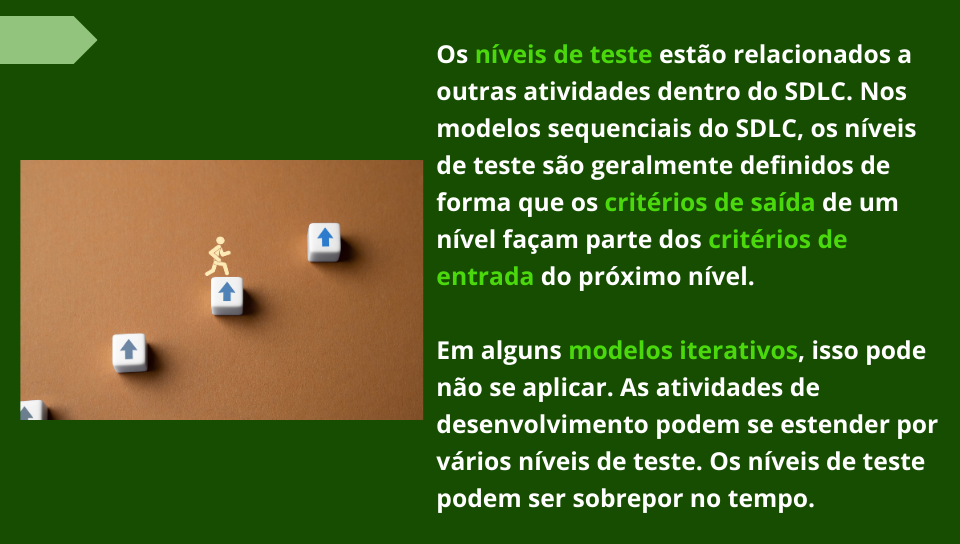 Os níveis de teste estão relacionados a
outras atividades dentro do SDLC. Nos
modelos sequenciais do SDLC, os níveis
de teste são geralmente definidos de
forma que os critérios de saída de um
nível façam parte dos critérios de
entrada do próximo nível.
Em alguns modelos iterativos, isso pode
não se aplicar. As atividades de
desenvolvimento podem se estender por
vários níveis de teste. Os níveis de teste
podem ser sobrepor no tempo.